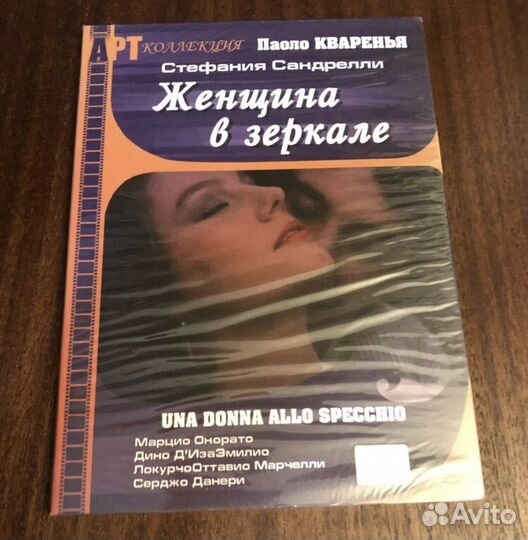 АРТ КОЛЛЕКЦИЯ Паоло КВАРЕНЬЯ
Стефания Сандрелли
Женщина
в зеркале
UNA DONNA ALLO SPECCHIO
Марцио Онорато
Дино Д'ИзаЭмилио
ЛокурчоОттавио Марчелли
Серджо Данери
Avito